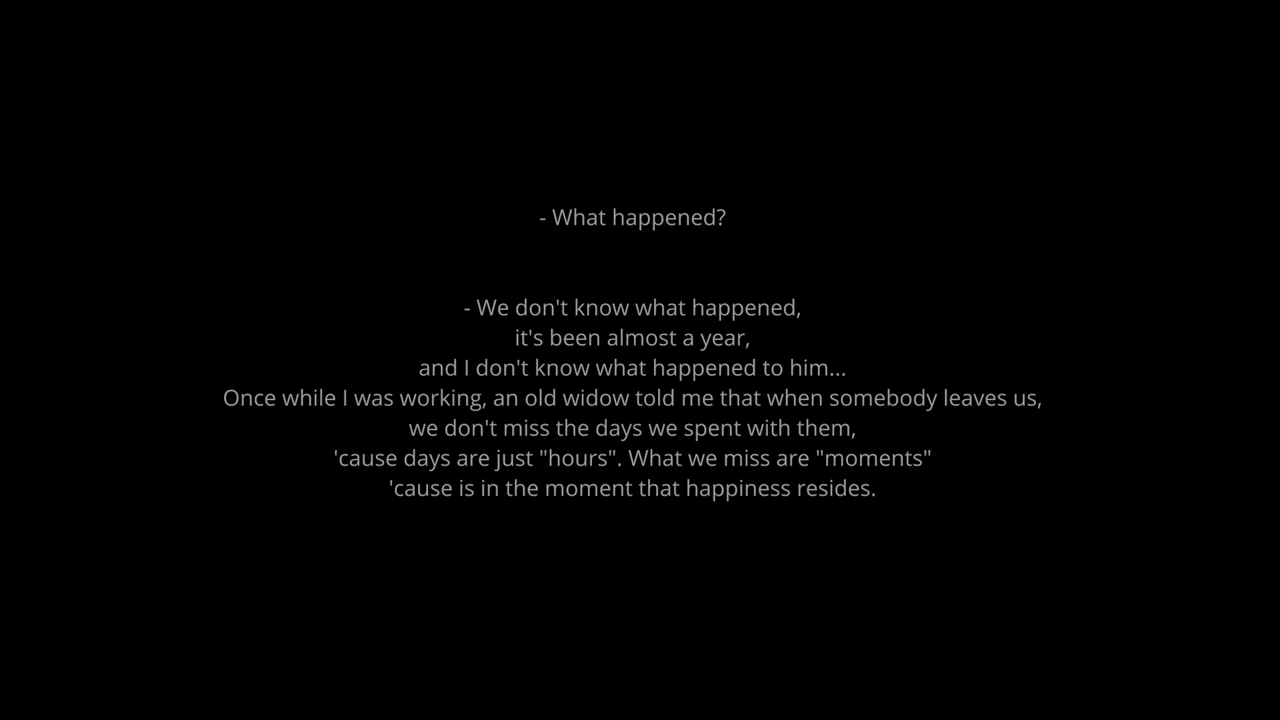 - What happened?
- We don't know what happened,
it's been almost a year,
and I don't know what happened to him...
Once while I was working, an old widow told me that when somebody leaves us,
we don't miss the days we spent with them,
'cause days are just "hours". What we miss are "moments"
'cause is in the moment that happiness resides.